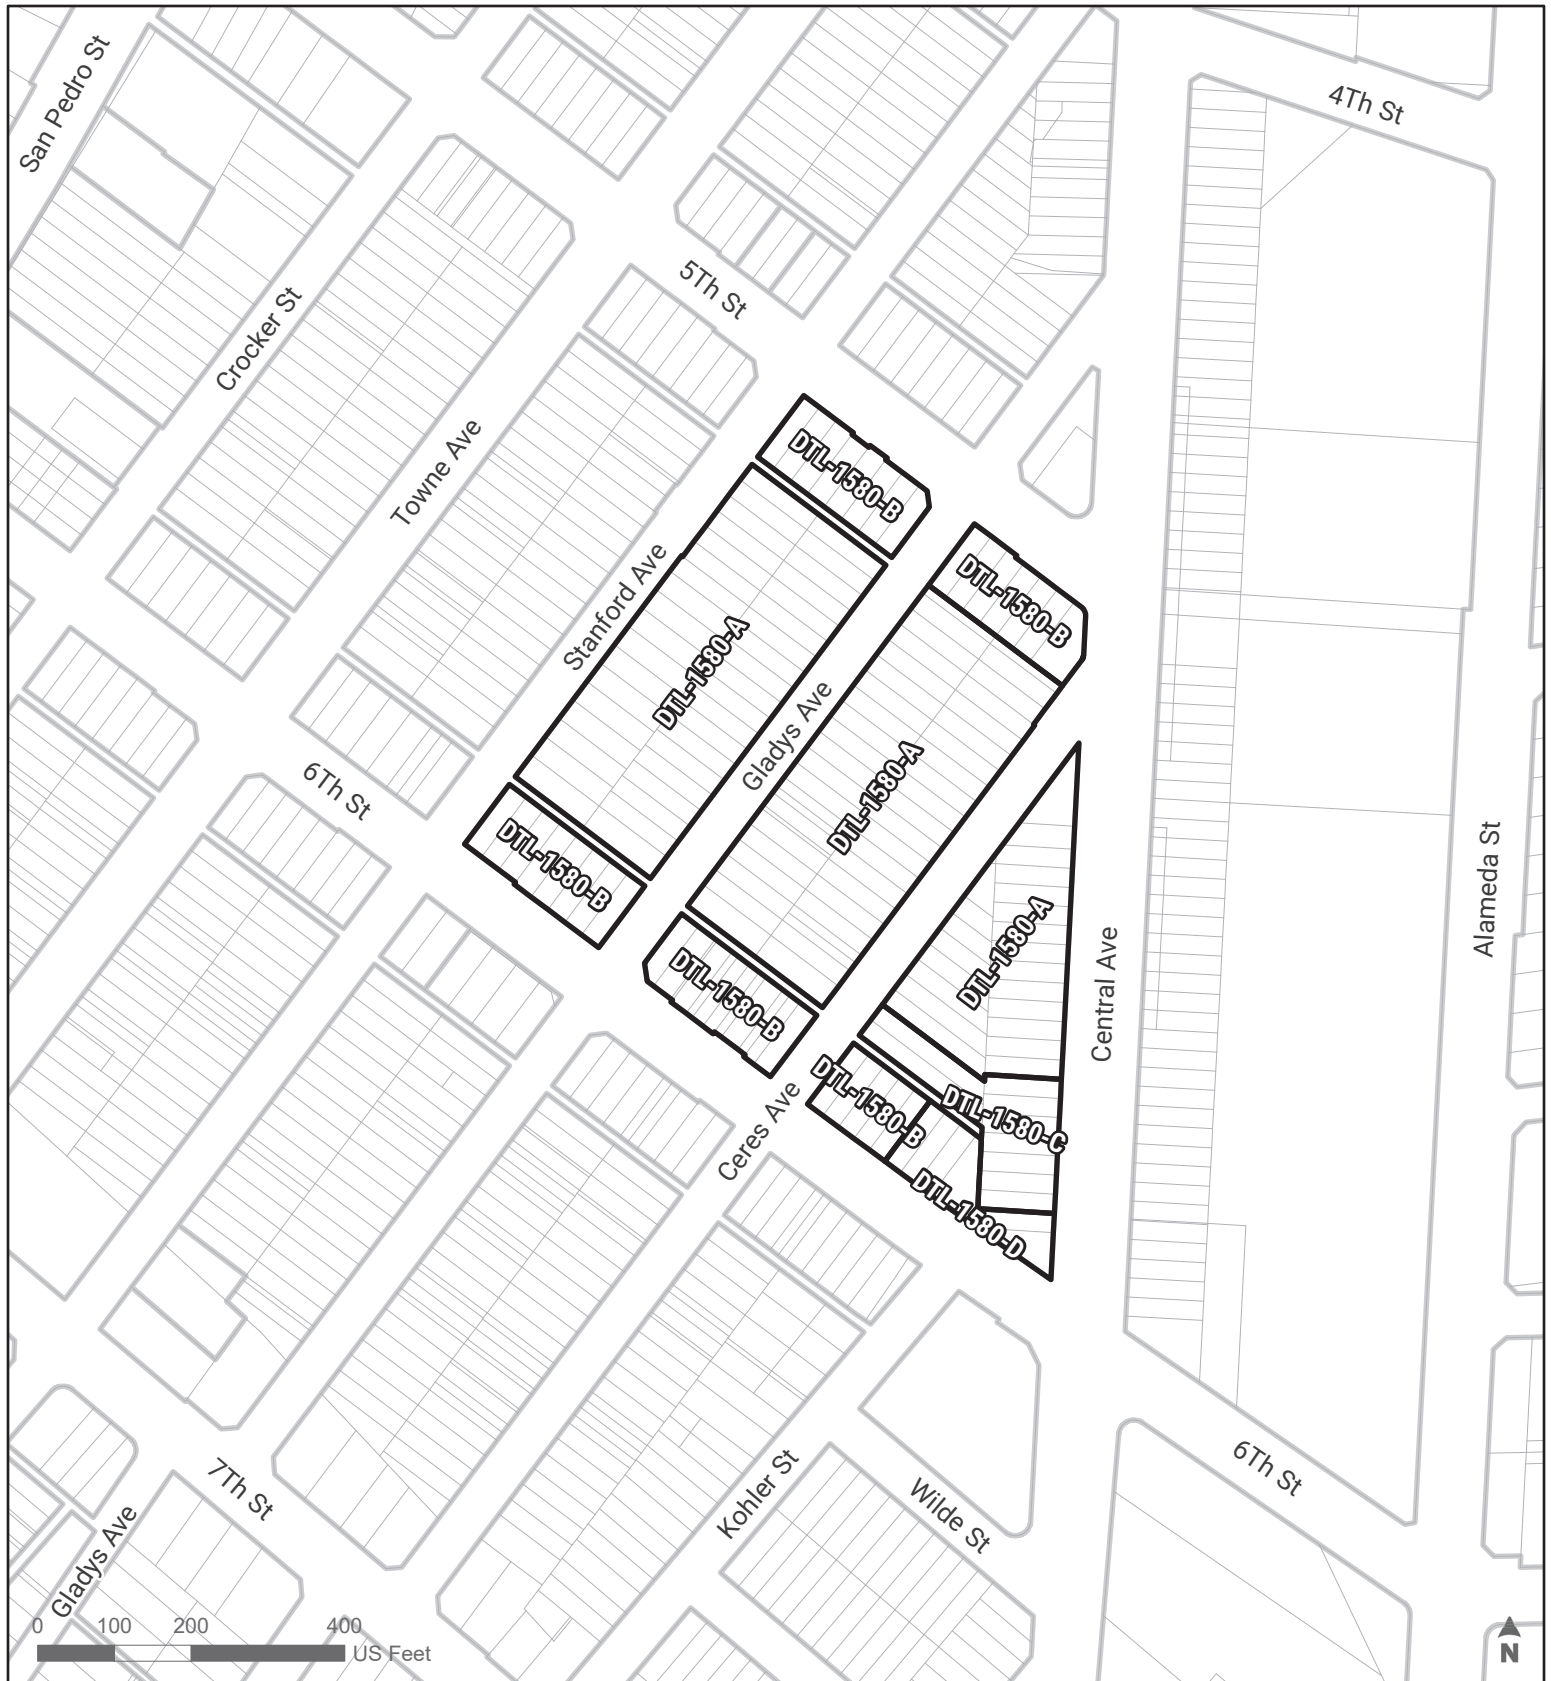 San Pedro St
4Th St
5Th St
Crocker St
Towne Ave
DTL-1580-B
Stanford Ave
DTL-1580-B
DTL-1580-A
Gladys Ave
DTL-1580-A
6Th St
DTL-1580-B
Alameda St
DTL-1580-A
Central Ave
DTL-1580-B
DTL-1580-B
DTL-1580-C
Ceres Ave
DTL-1580-D
6Th St
7Th St
Kohler St
Wilde St
Gladys Ave
0 100 200 400
US Feet
N